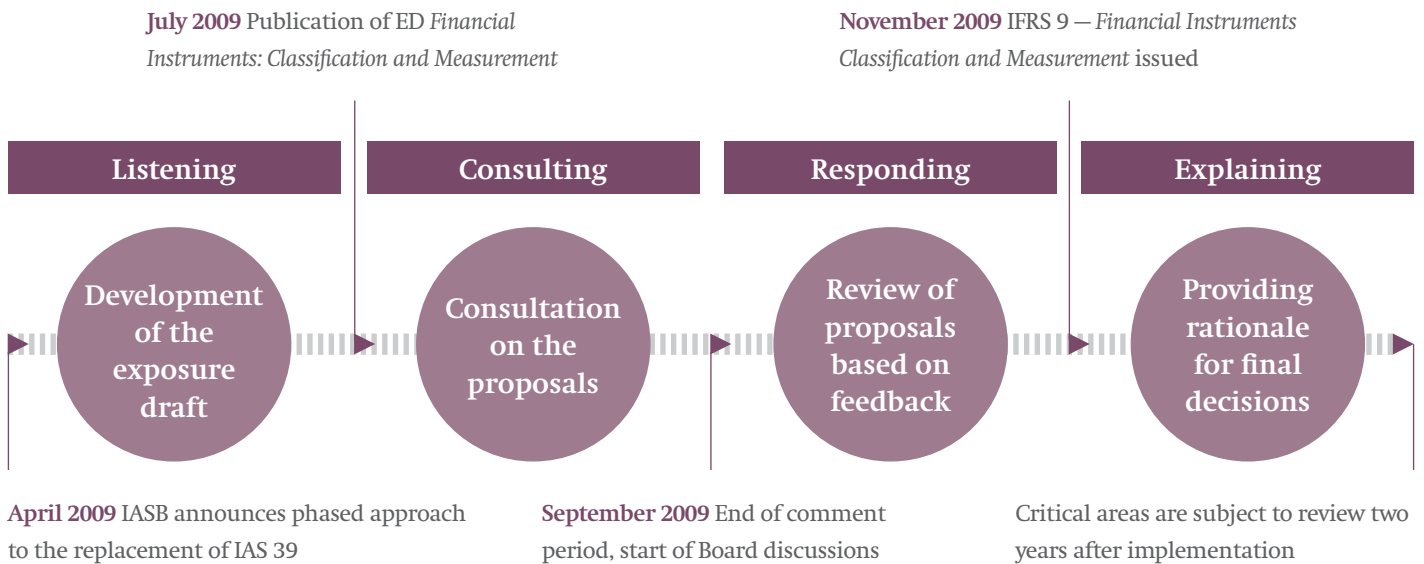 July 2009 Publication of ED Financial
Instruments: Classification and Measurement
November 2009 IFRS 9 — Financial Instruments
Classification and Measurement issued
Listening
Consulting
Responding
Explaining
Development
of the
exposure
draft
Consultation
on the
proposals
Review of
proposals
based on
feedback
Providing
rationale
for final
decisions
April 2009 IASB announces phased approach
to the replacement of IAS 39
September 2009 End of comment
period, start of Board discussions
Critical areas are subject to review two
years after implementation